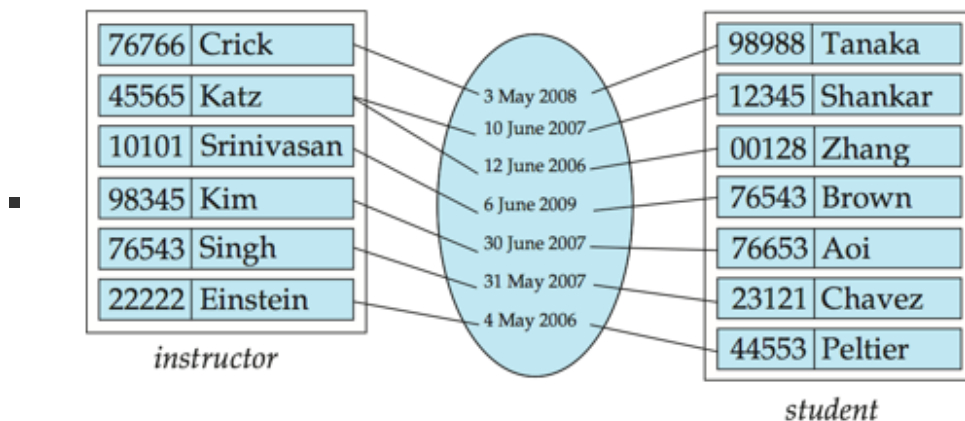 76766 Crick
45565 Katz
10101 Srinivasan
98345 Kim
76543 Singh
22222 Einstein
instructor
3 May 2008
10 June 2007
12 June 2006
6 June 2009
30 June 2007
31 May 2007
4 May 2006
98988 Tanaka
12345 Shankar
00128 Zhang
76543 Brown
76653 Aoi
23121 Chavez
44553 Peltier
student